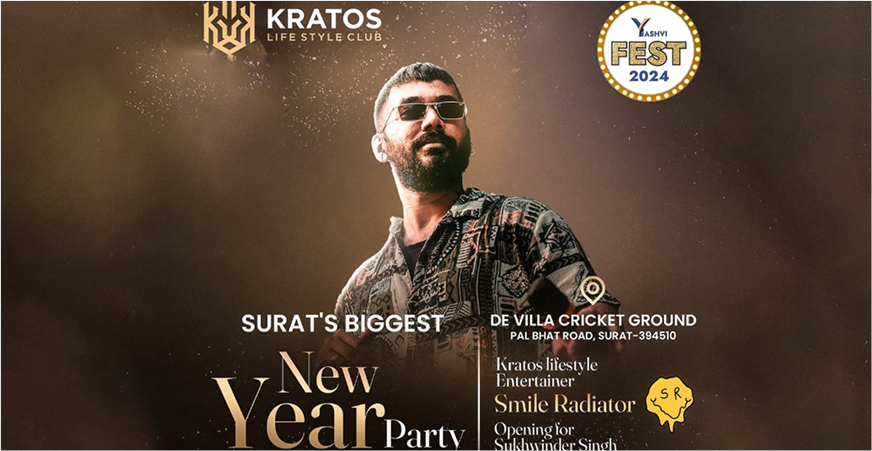 KRATOS
LIFE STYLE CLUB
YASHVI
FEST
2024
SURAT'S BIGGEST
New
Year
Party
DE VILLA CRICKET GROUND
PAL BHAT ROAD, SURAT-394510
Kratos lifestyle
Entertainer
Smile Radiator
S R
Opening for
Sukhwinder Singh